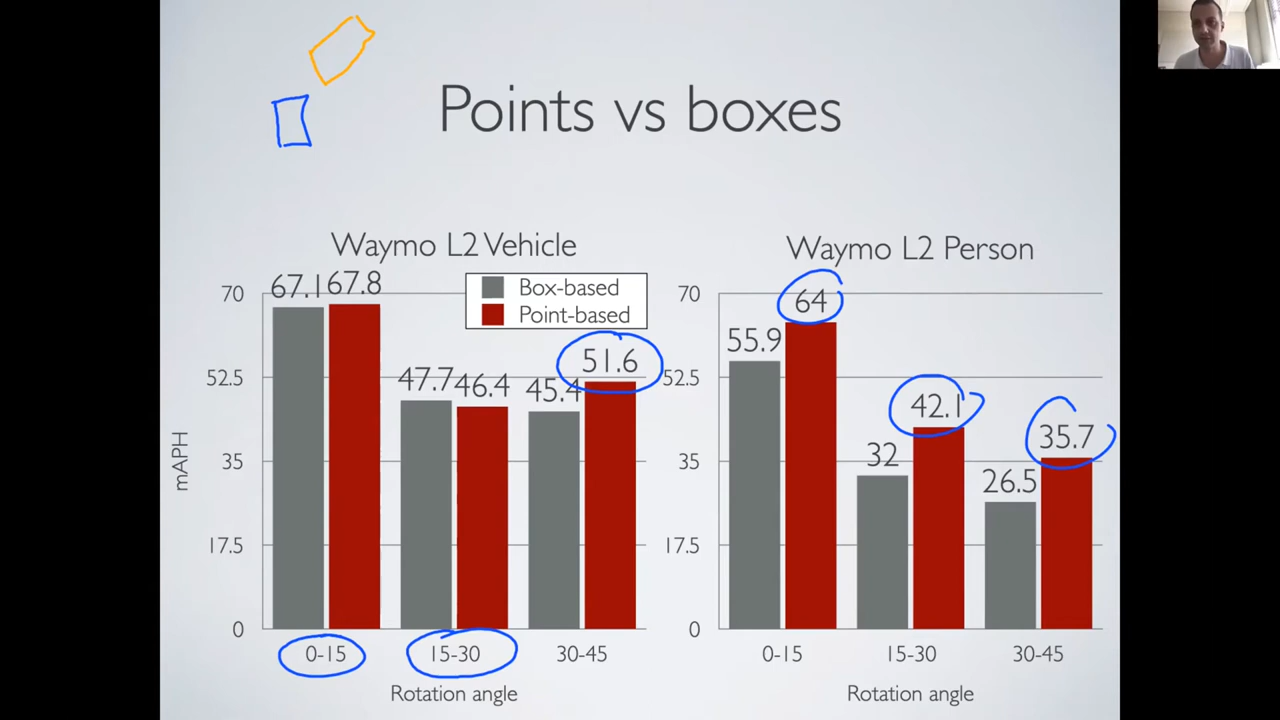 Points vs boxes
Waymo L2 Vehicle
67.1 67.8
Box-based
Point-based
47.7 46.4
45.4 51.6
70
52.5
35
17.5
0
mAPH
0-15 15-30 30-45
Rotation angle
Waymo L2 Person
55.9 64
32 42.1
26.5 35.7
70
52.5
35
17.5
0
0-15 15-30 30-45
Rotation angle